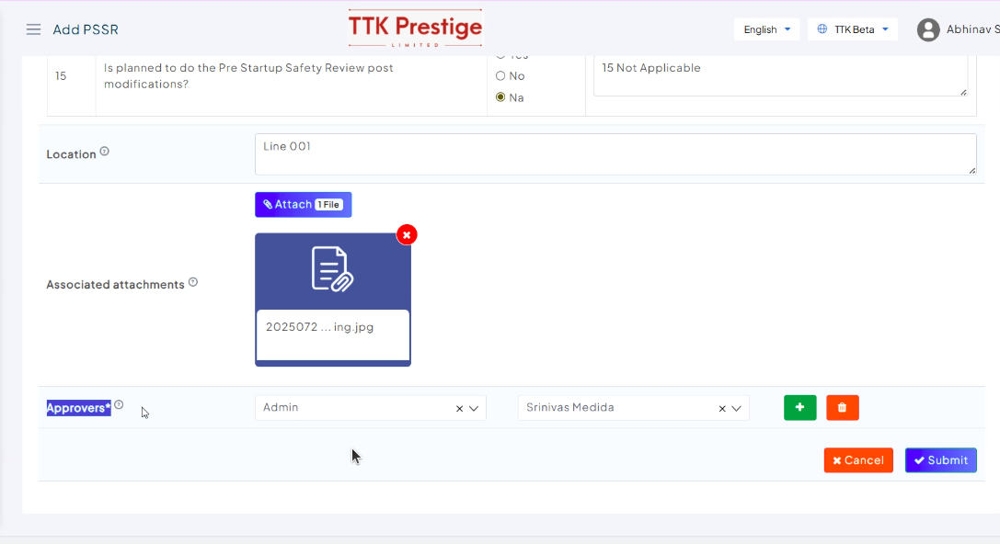 Add PSSR
TTK Prestige
LIMITED
English
TTK Beta
Abhinav S
15
Is planned to do the Pre Startup Safety Review post
modifications?
Yes
No
Na
15 Not Applicable
Location
Line 001
Attach 1 File
Associated attachments
2025072 ... ing.jpg
Approvers*
Admin
Srinivas Medida
Cancel
Submit